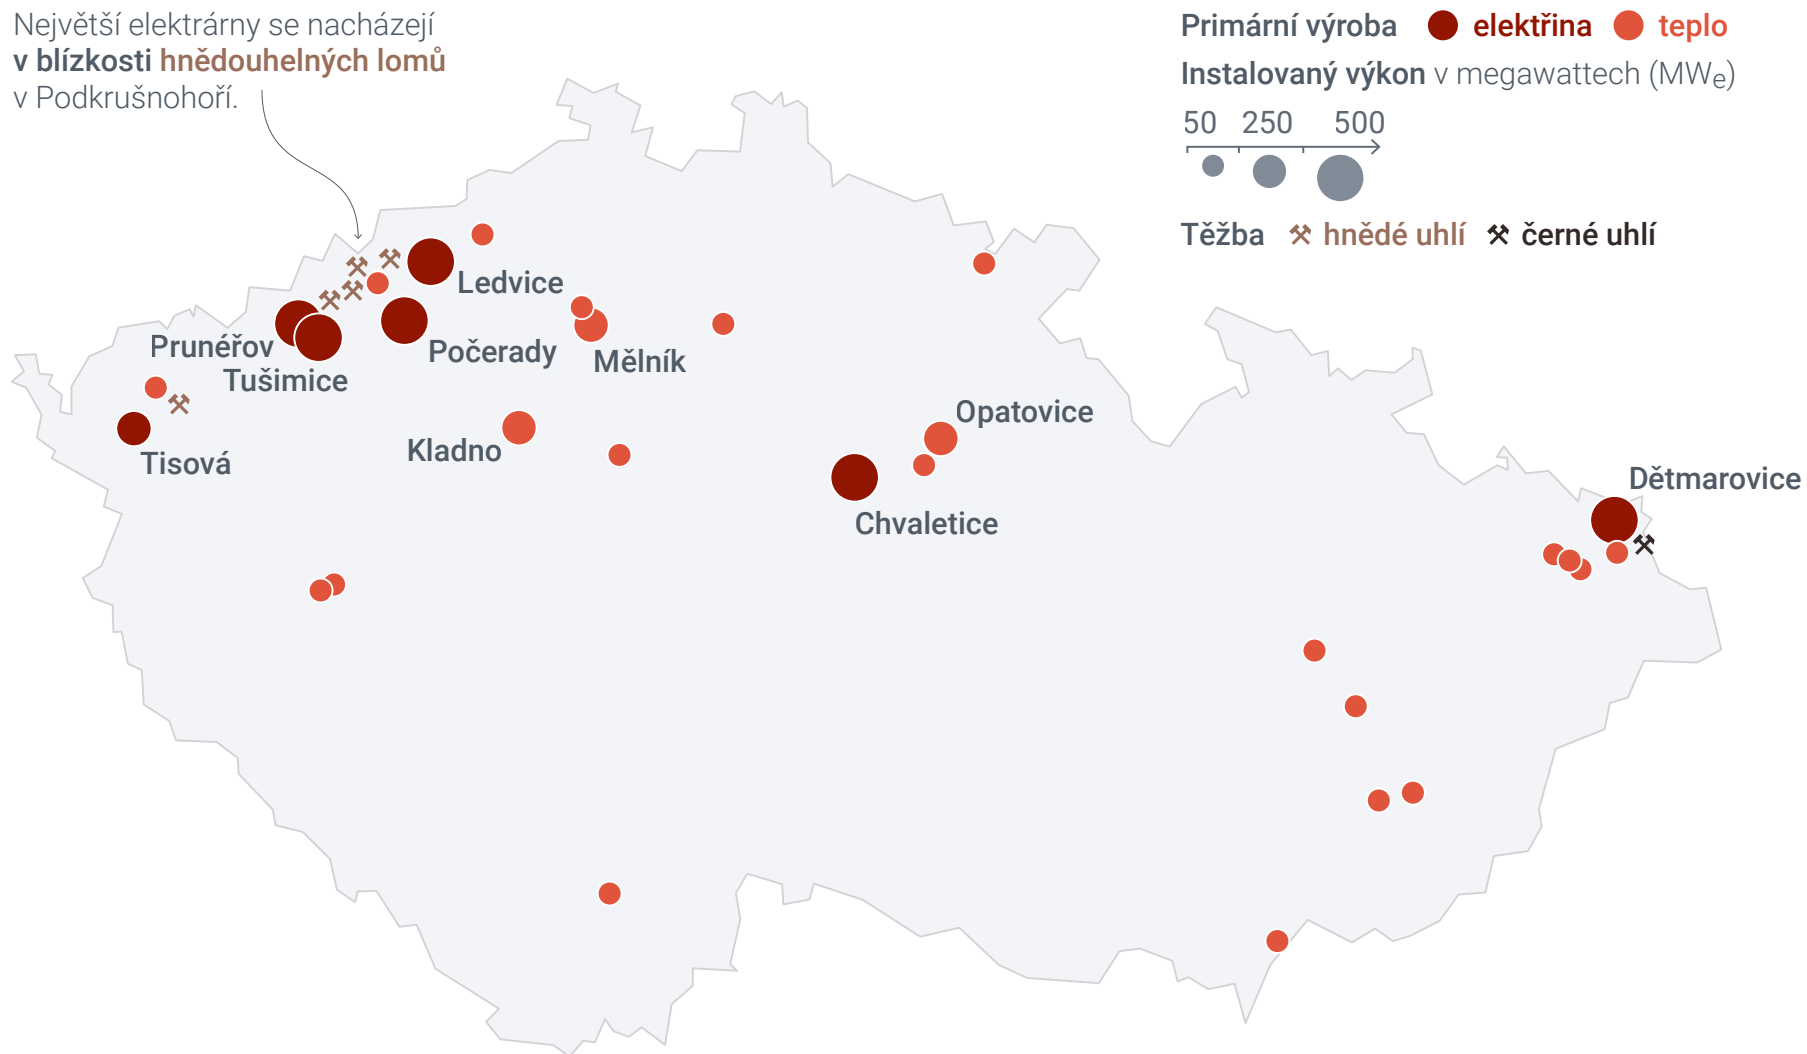 Největší elektrárny se nacházejí
v blízkosti hnědouhelných lomů
v Podkrušnohoří.
Primární výroba elektřina teplo
Instalovaný výkon v megawattech (MWe)
50 250 500
Těžba ⚒ hnědé uhlí ⚒ černé uhlí
Ledvice
Prunéřov
Počerady
Mělník
Tušimice
Opatovice
Kladno
Tisová
Dětmarovice
Chvaletice